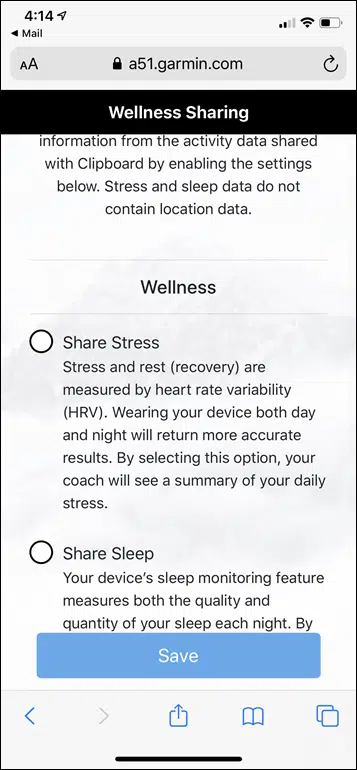 4:14
Mail
AA a51.garmin.com
Wellness Sharing
information from the activity data shared
with Clipboard by enabling the settings
below. Stress and sleep data do not
contain location data.
Wellness
Share Stress
Stress and rest (recovery) are
measured by heart rate variability
(HRV). Wearing your device both day
and night will return more accurate
results. By selecting this option, your
coach will see a summary of your daily
stress.
Share Sleep
Your device’s sleep monitoring feature
measures both the quality and
quantity of your sleep each night. By
Save